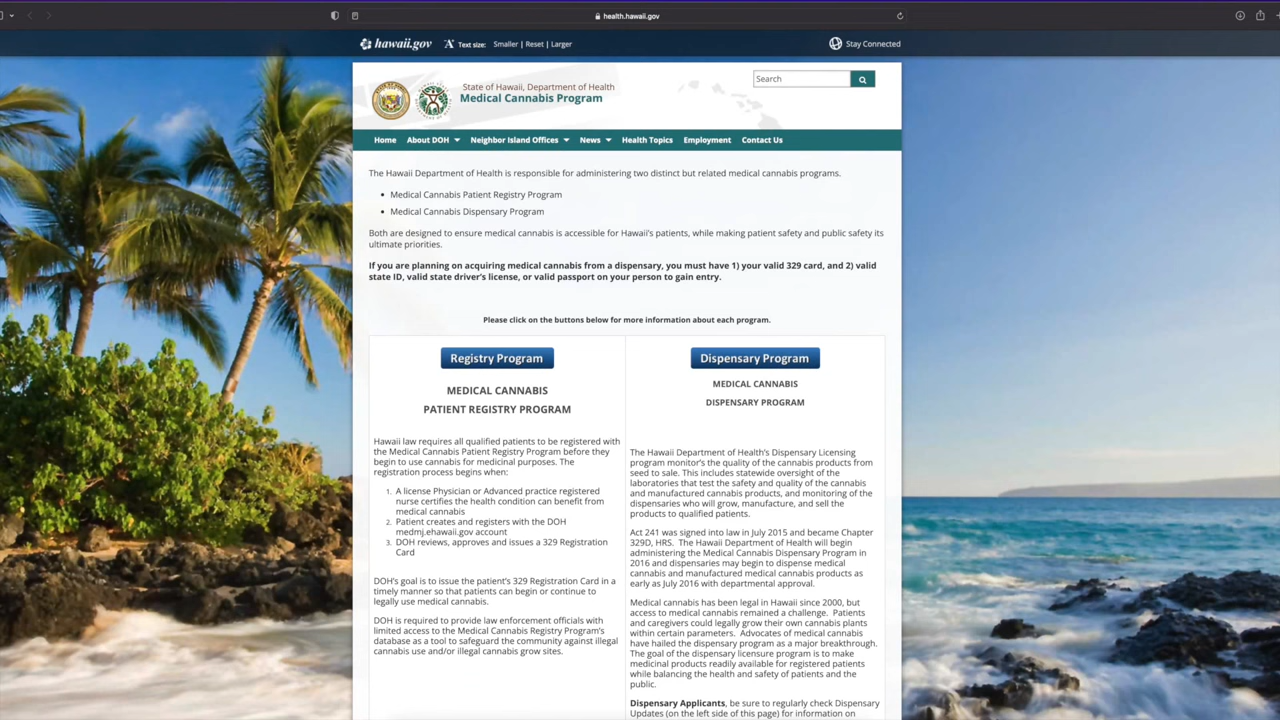 health.hawaii.gov
hawaii.gov
Text size: Smaller | Reset | Larger
Stay Connected
State of Hawaii, Department of Health
Medical Cannabis Program
Search
Home About DOH Neighbor Island Offices News Health Topics Employment Contact Us
The Hawaii Department of Health is responsible for administering two distinct but related medical cannabis programs.
• Medical Cannabis Patient Registry Program
• Medical Cannabis Dispensary Program
Both are designed to ensure medical cannabis is accessible for Hawaii's patients, while making patient safety and public safety its
ultimate priorities.
If you are planning on acquiring medical cannabis from a dispensary, you must have 1) your valid 329 card, and 2) valid
state ID, valid state driver's license, or valid passport on your person to gain entry.
Please click on the buttons below for more information about each program.
Registry Program
MEDICAL CANNABIS
PATIENT REGISTRY PROGRAM
Hawaii law requires all qualified patients to be registered with
the Medical Cannabis Patient Registry Program before they
begin to use cannabis for medicinal purposes. The
registration process begins when:
1. A license Physician or Advanced practice registered
nurse certifies the health condition can benefit from
medical cannabis
2. Patient creates and registers with the DOH
medmj.ehawaii.gov account
3. DOH reviews, approves and issues a 329 Registration
Card
DOH's goal is to issue the patient's 329 Registration Card in a
timely manner so that patients can begin or continue to
legally use medical cannabis.
DOH is required to provide law enforcement officials with
limited access to the Medical Cannabis Registry Program's
database as a tool to safeguard the community against illegal
cannabis use and/or illegal cannabis grow sites.
Dispensary Program
MEDICAL CANNABIS
DISPENSARY PROGRAM
The Hawaii Department of Health's Dispensary Licensing
program monitor's the quality of the cannabis products from
seed to sale. This includes statewide oversight of the
laboratories that test the safety and quality of the cannabis
and manufactured cannabis products, and monitoring of the
dispensaries who will grow, manufacture, and sell the
products to qualified patients.
Act 241 was signed into law in July 2015 and became Chapter
329D, HRS. The Hawaii Department of Health will begin
administering the Medical Cannabis Dispensary Program in
2016 and dispensaries may begin to dispense medical
cannabis and manufactured medical cannabis products as
early as July 2016 with departmental approval.
Medical cannabis has been legal in Hawaii since 2000, but
access to medical cannabis remained a challenge. Patients
and caregivers could legally grow their own cannabis plants
within certain parameters. Advocates of medical cannabis
have hailed the dispensary program as a major breakthrough.
The goal of the dispensary licensure program is to make
medicinal products readily available for registered patients
while balancing the health and safety of patients and the
public.
Dispensary Applicants, be sure to regularly check Dispensary
Updates (on the left side of this page) for information on